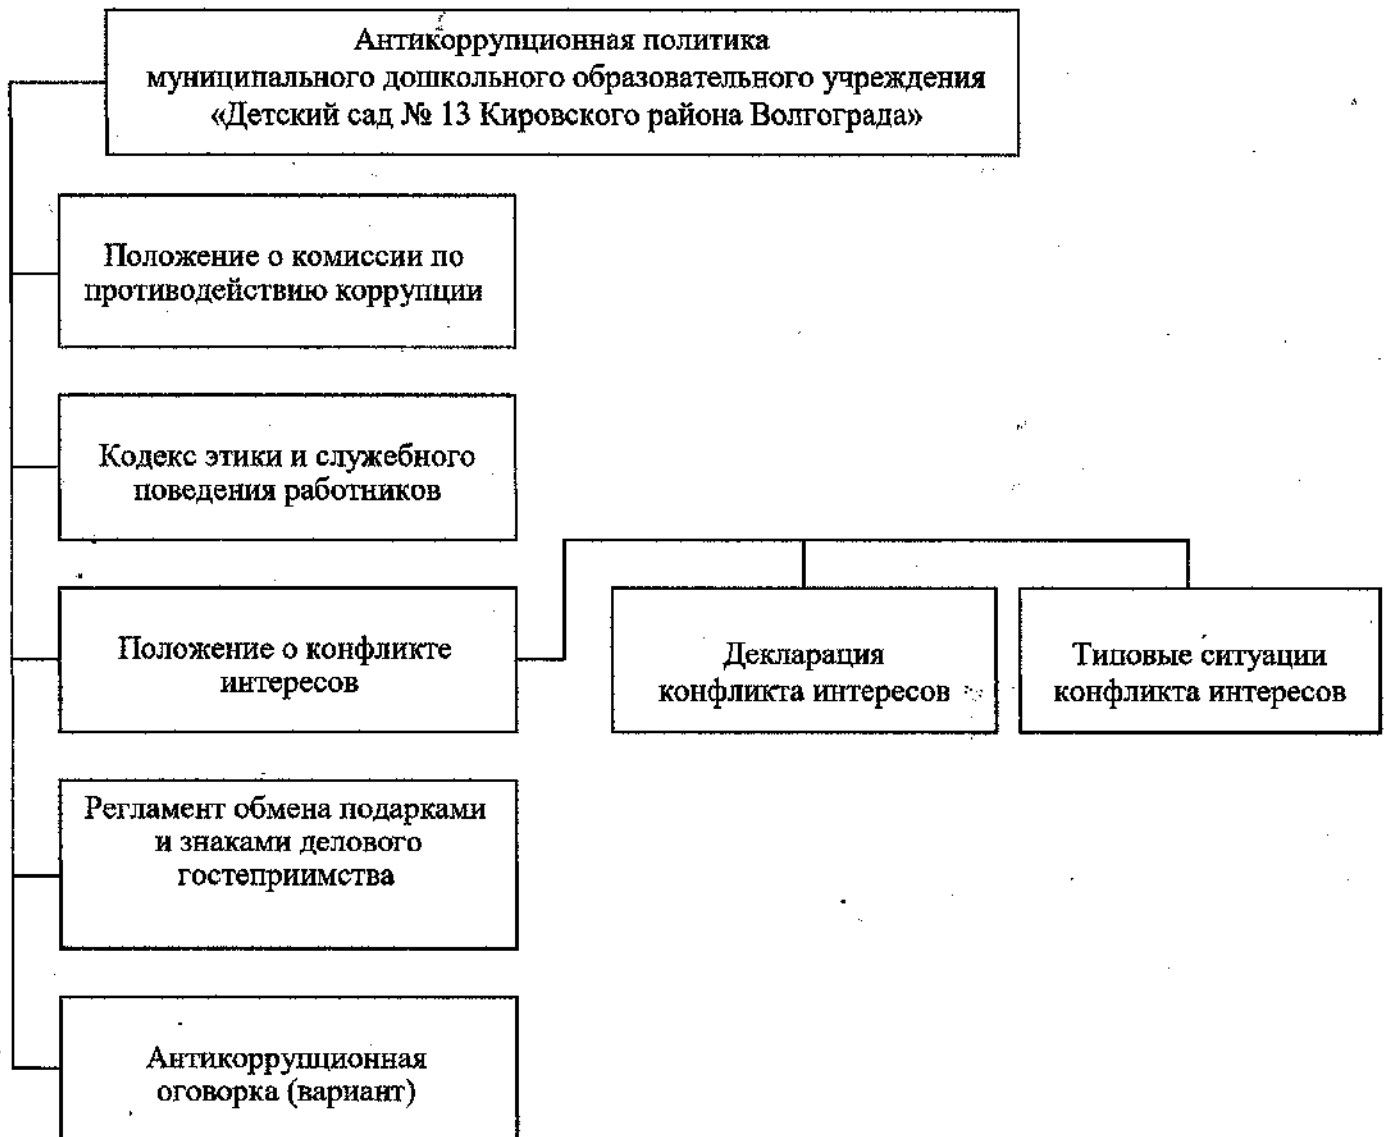 Антикоррупционная политика
муниципального дошкольного образовательного учреждения
«Детский сад № 13 Кировского района Волгограда»
Положение о комиссии по
противодействию коррупции
Кодекс этики и служебного
поведения работников
Положение о конфликте
интересов
Декларация
конфликта интересов
Типовые ситуации
конфликта интересов
Регламент обмена подарками
и знаками делового
гостеприимства
Антикоррупционная
оговорка (вариант)